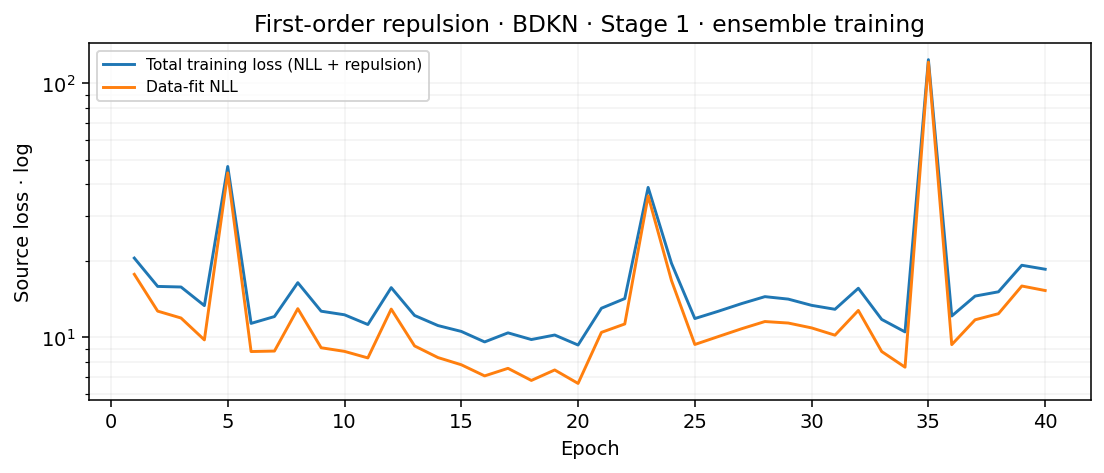 First-order repulsion · BDKN · Stage 1 · ensemble training
Total training loss (NLL + repulsion)
Data-fit NLL
Source loss · log
10²
10¹
0 5 10 15 20 25 30 35 40
Epoch